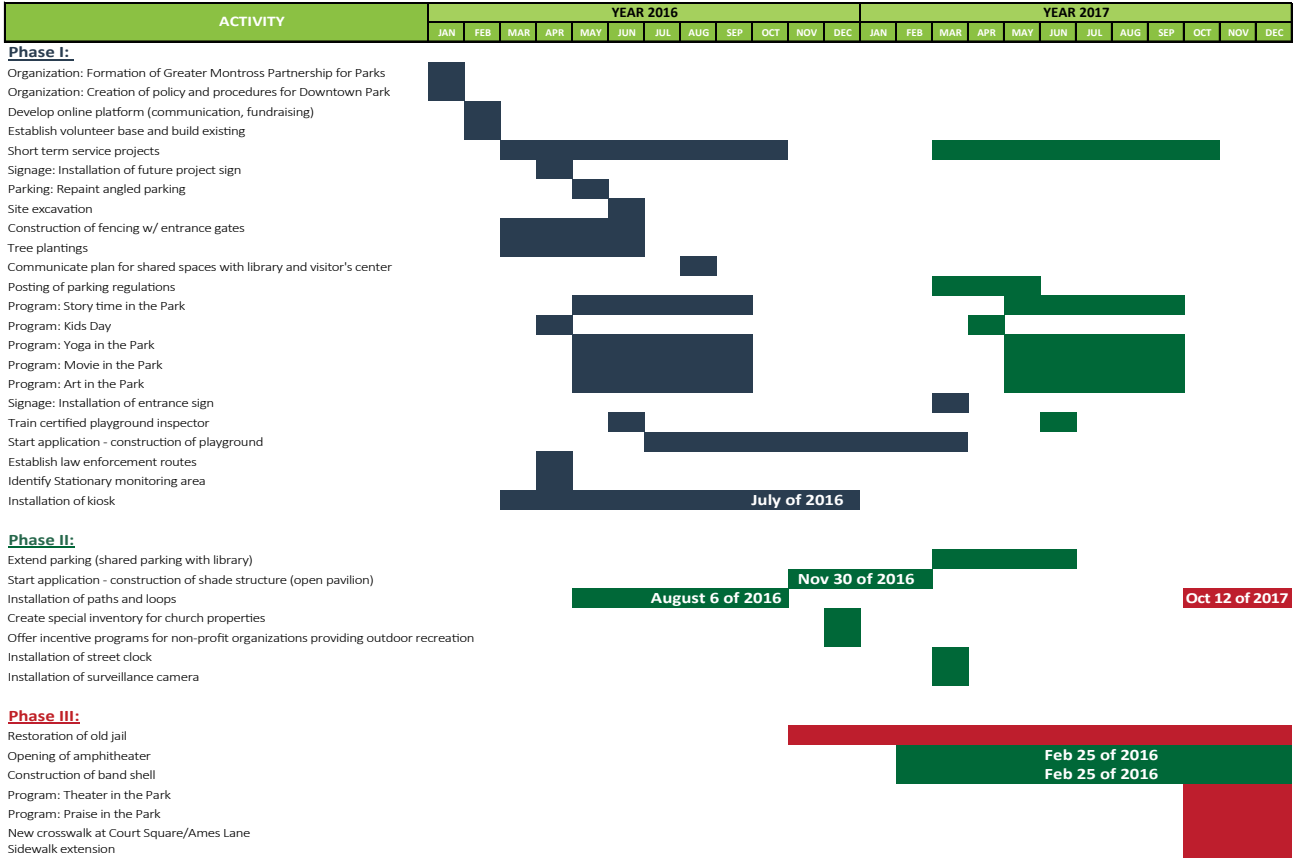 ACTIVITY YEAR 2016 YEAR 2017
JAN FEB MAR APR MAY JUN JUL AUG SEP OCT NOV DEC JAN FEB MAR APR MAY JUN JUL AUG SEP OCT NOV DEC
Phase I:
Organization: Formation of Greater Montross Partnership for Parks
Organization: Creation of policy and procedures for Downtown Park
Develop online platform (communication, fundraising)
Establish volunteer base and build existing
Short term service projects
Signage: Installation of future project sign
Parking: Repaint angled parking
Site excavation
Construction of fencing w/ entrance gates
Tree plantings
Communicate plan for shared spaces with library and visitor's center
Posting of parking regulations
Program: Story time in the Park
Program: Kids Day
Program: Yoga in the Park
Program: Movie in the Park
Program: Art in the Park
Signage: Installation of entrance sign
Train certified playground inspector
Start application - construction of playground
Establish law enforcement routes
Identify Stationary monitoring area
Installation of kiosk July of 2016
Phase II:
Extend parking (shared parking with library)
Start application - construction of shade structure (open pavilion) Nov 30 of 2016
Installation of paths and loops August 6 of 2016 Oct 12 of 2017
Create special inventory for church properties
Offer incentive programs for non-profit organizations providing outdoor recreation
Installation of street clock
Installation of surveillance camera
Phase III:
Restoration of old jail
Opening of amphitheater Feb 25 of 2016
Construction of band shell Feb 25 of 2016
Program: Theater in the Park
Program: Praise in the Park
New crosswalk at Court Square/Ames Lane
Sidewalk extension